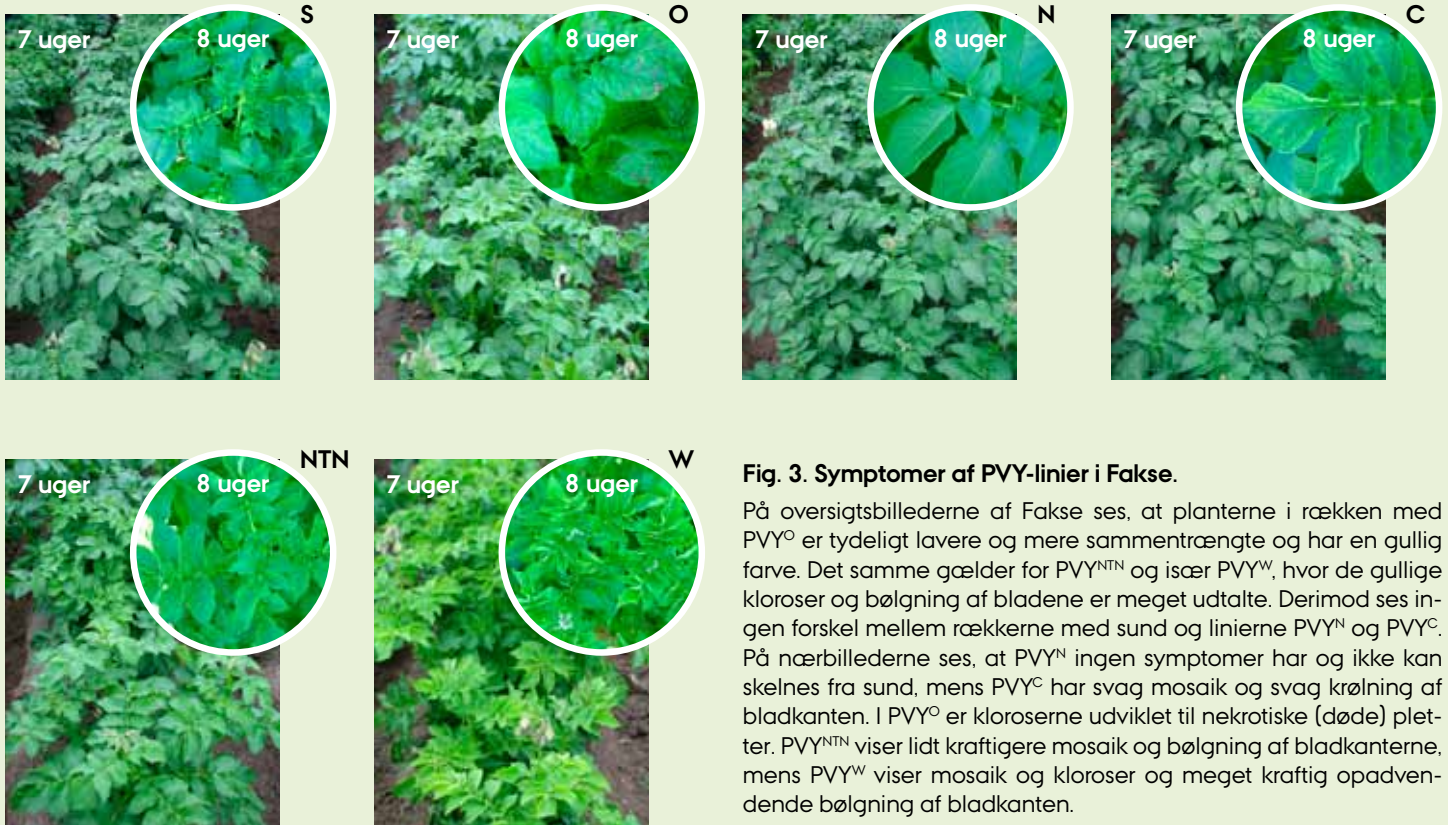 S
7 uger
8 uger
O
7 uger
8 uger
N
7 uger
8 uger
C
7 uger
8 uger
NTN
7 uger
8 uger
W
7 uger
8 uger
Fig. 3. Symptomer af PVY-linier i Fakse.
På oversigtsbillederne af Fakse ses, at planterne i rækken med
PVYᴼ er tydeligt lavere og mere sammentrængte og har en gullig
farve. Det samme gælder for PVYᴺᵀᴺ og især PVYᵂ, hvor de gullige
kloroser og bølgning af bladene er meget udtalte. Derimod ses in-
gen forskel mellem rækkerne med sund og linierne PVYᴺ og PVYC.
På nærbillederne ses, at PVYᴺ ingen symptomer har og ikke kan
skelnes fra sund, mens PVYC har svag mosaik og svag krølning af
bladkanten. I PVYᴼ er kloroserne udviklet til nekrotiske (døde) plet-
ter. PVYᴺᵀᴺ viser lidt kraftigere mosaik og bølgning af bladkanterne,
mens PVYᵂ viser mosaik og kloroser og meget kraftig opadven-
dende bølgning af bladkanten.